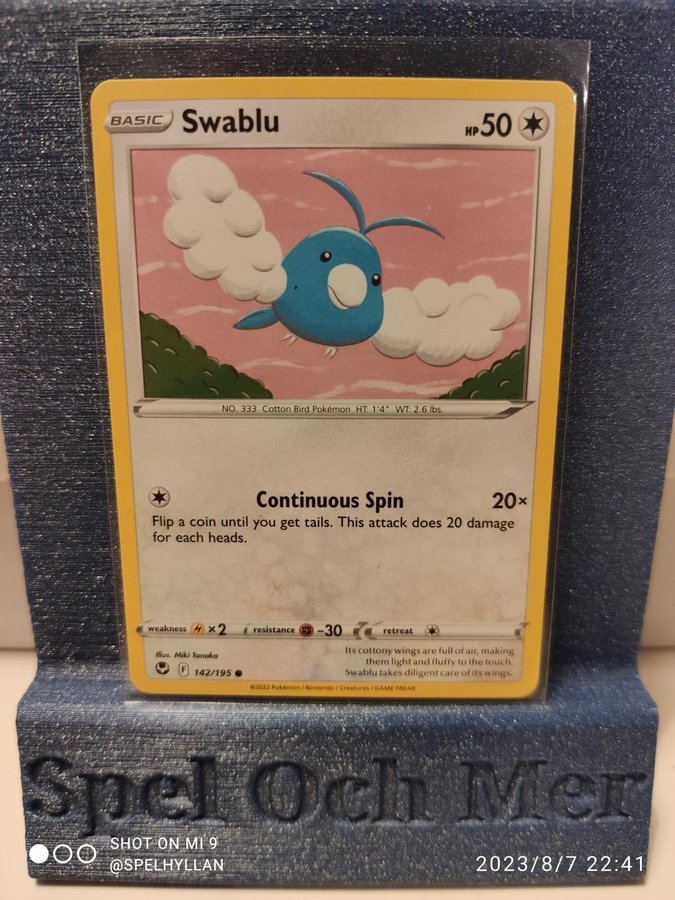 BASIC Swablu HP 50
NO. 333 Cotton Bird Pokémon HT: 1'4" WT: 2.6 lbs.
Continuous Spin 20×
Flip a coin until you get tails. This attack does 20 damage
for each heads.
weakness ×2 resistance -30 retreat
Illus. Miki Tanaka
Its cottony wings are full of air, making
them light and fluffy to the touch.
Swablu takes diligent care of its wings.
F 142/195
©2022 Pokémon / Nintendo / Creatures / GAME FREAK
Spel Och Mer
SHOT ON MI 9
@SPELHYLLAN
2023/8/7 22:41